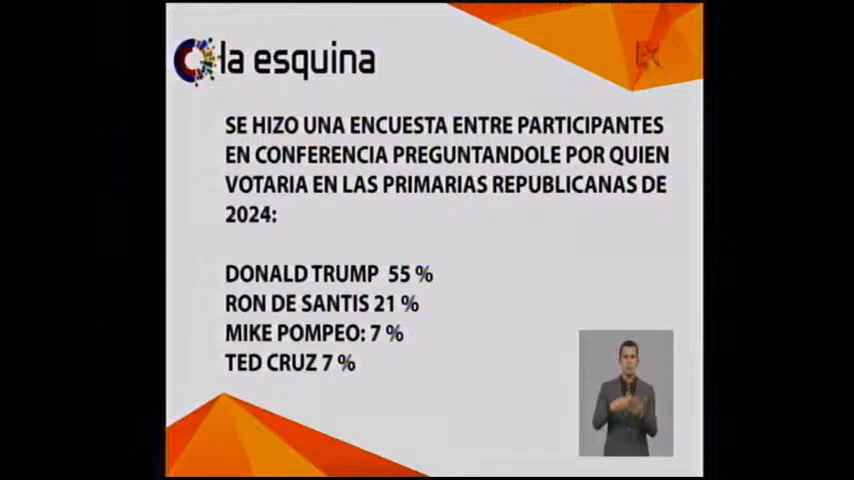 la esquina
SE HIZO UNA ENCUESTA ENTRE PARTICIPANTES
EN CONFERENCIA PREGUNTANDOLE POR QUIEN
VOTARIA EN LAS PRIMARIAS REPUBLICANAS DE
2024:
DONALD TRUMP 55 %
RON DE SANTIS 21 %
MIKE POMPEO: 7 %
TED CRUZ 7 %